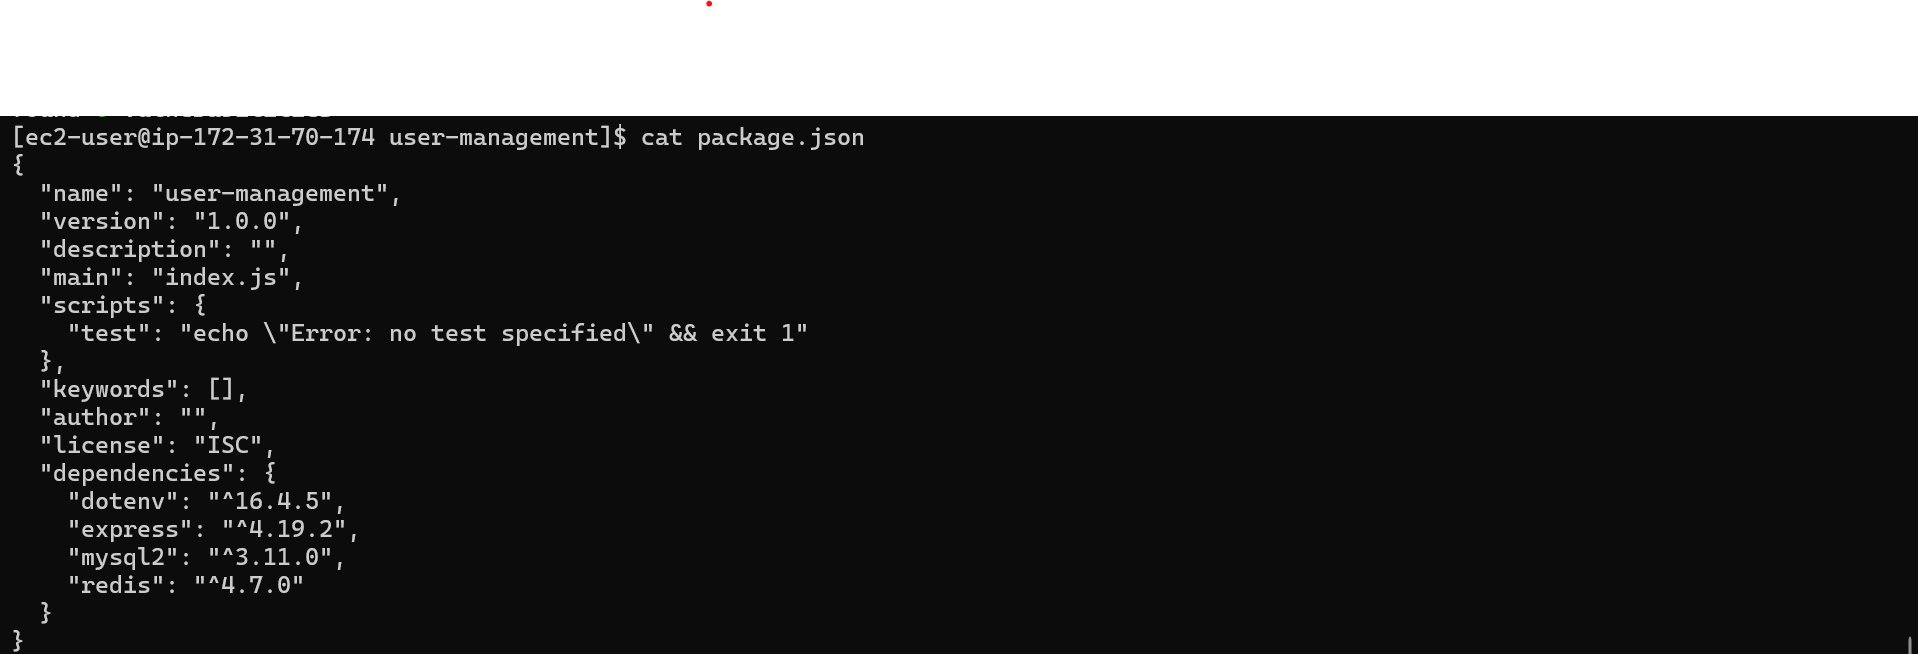 [ec2-user@ip-172-31-70-174 user-management]$ cat package.json
{
  "name": "user-management",
  "version": "1.0.0",
  "description": "",
  "main": "index.js",
  "scripts": {
    "test": "echo \"Error: no test specified\" && exit 1"
  },
  "keywords": [],
  "author": "",
  "license": "ISC",
  "dependencies": {
    "dotenv": "^16.4.5",
    "express": "^4.19.2",
    "mysql2": "^3.11.0",
    "redis": "^4.7.0"
  }
}